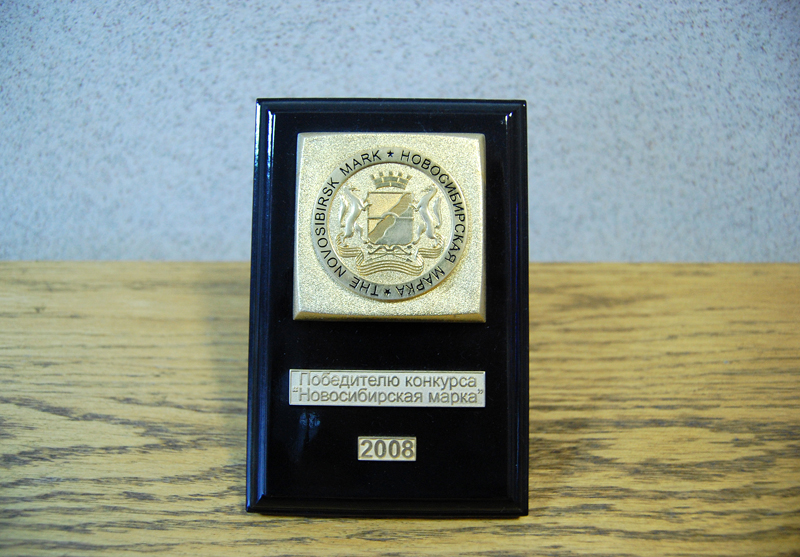 THE NOVOSIBIRSK MARK * НОВОСИБИРСКАЯ МАРКА *
Победителю конкурса
"Новосибирская марка"
2008